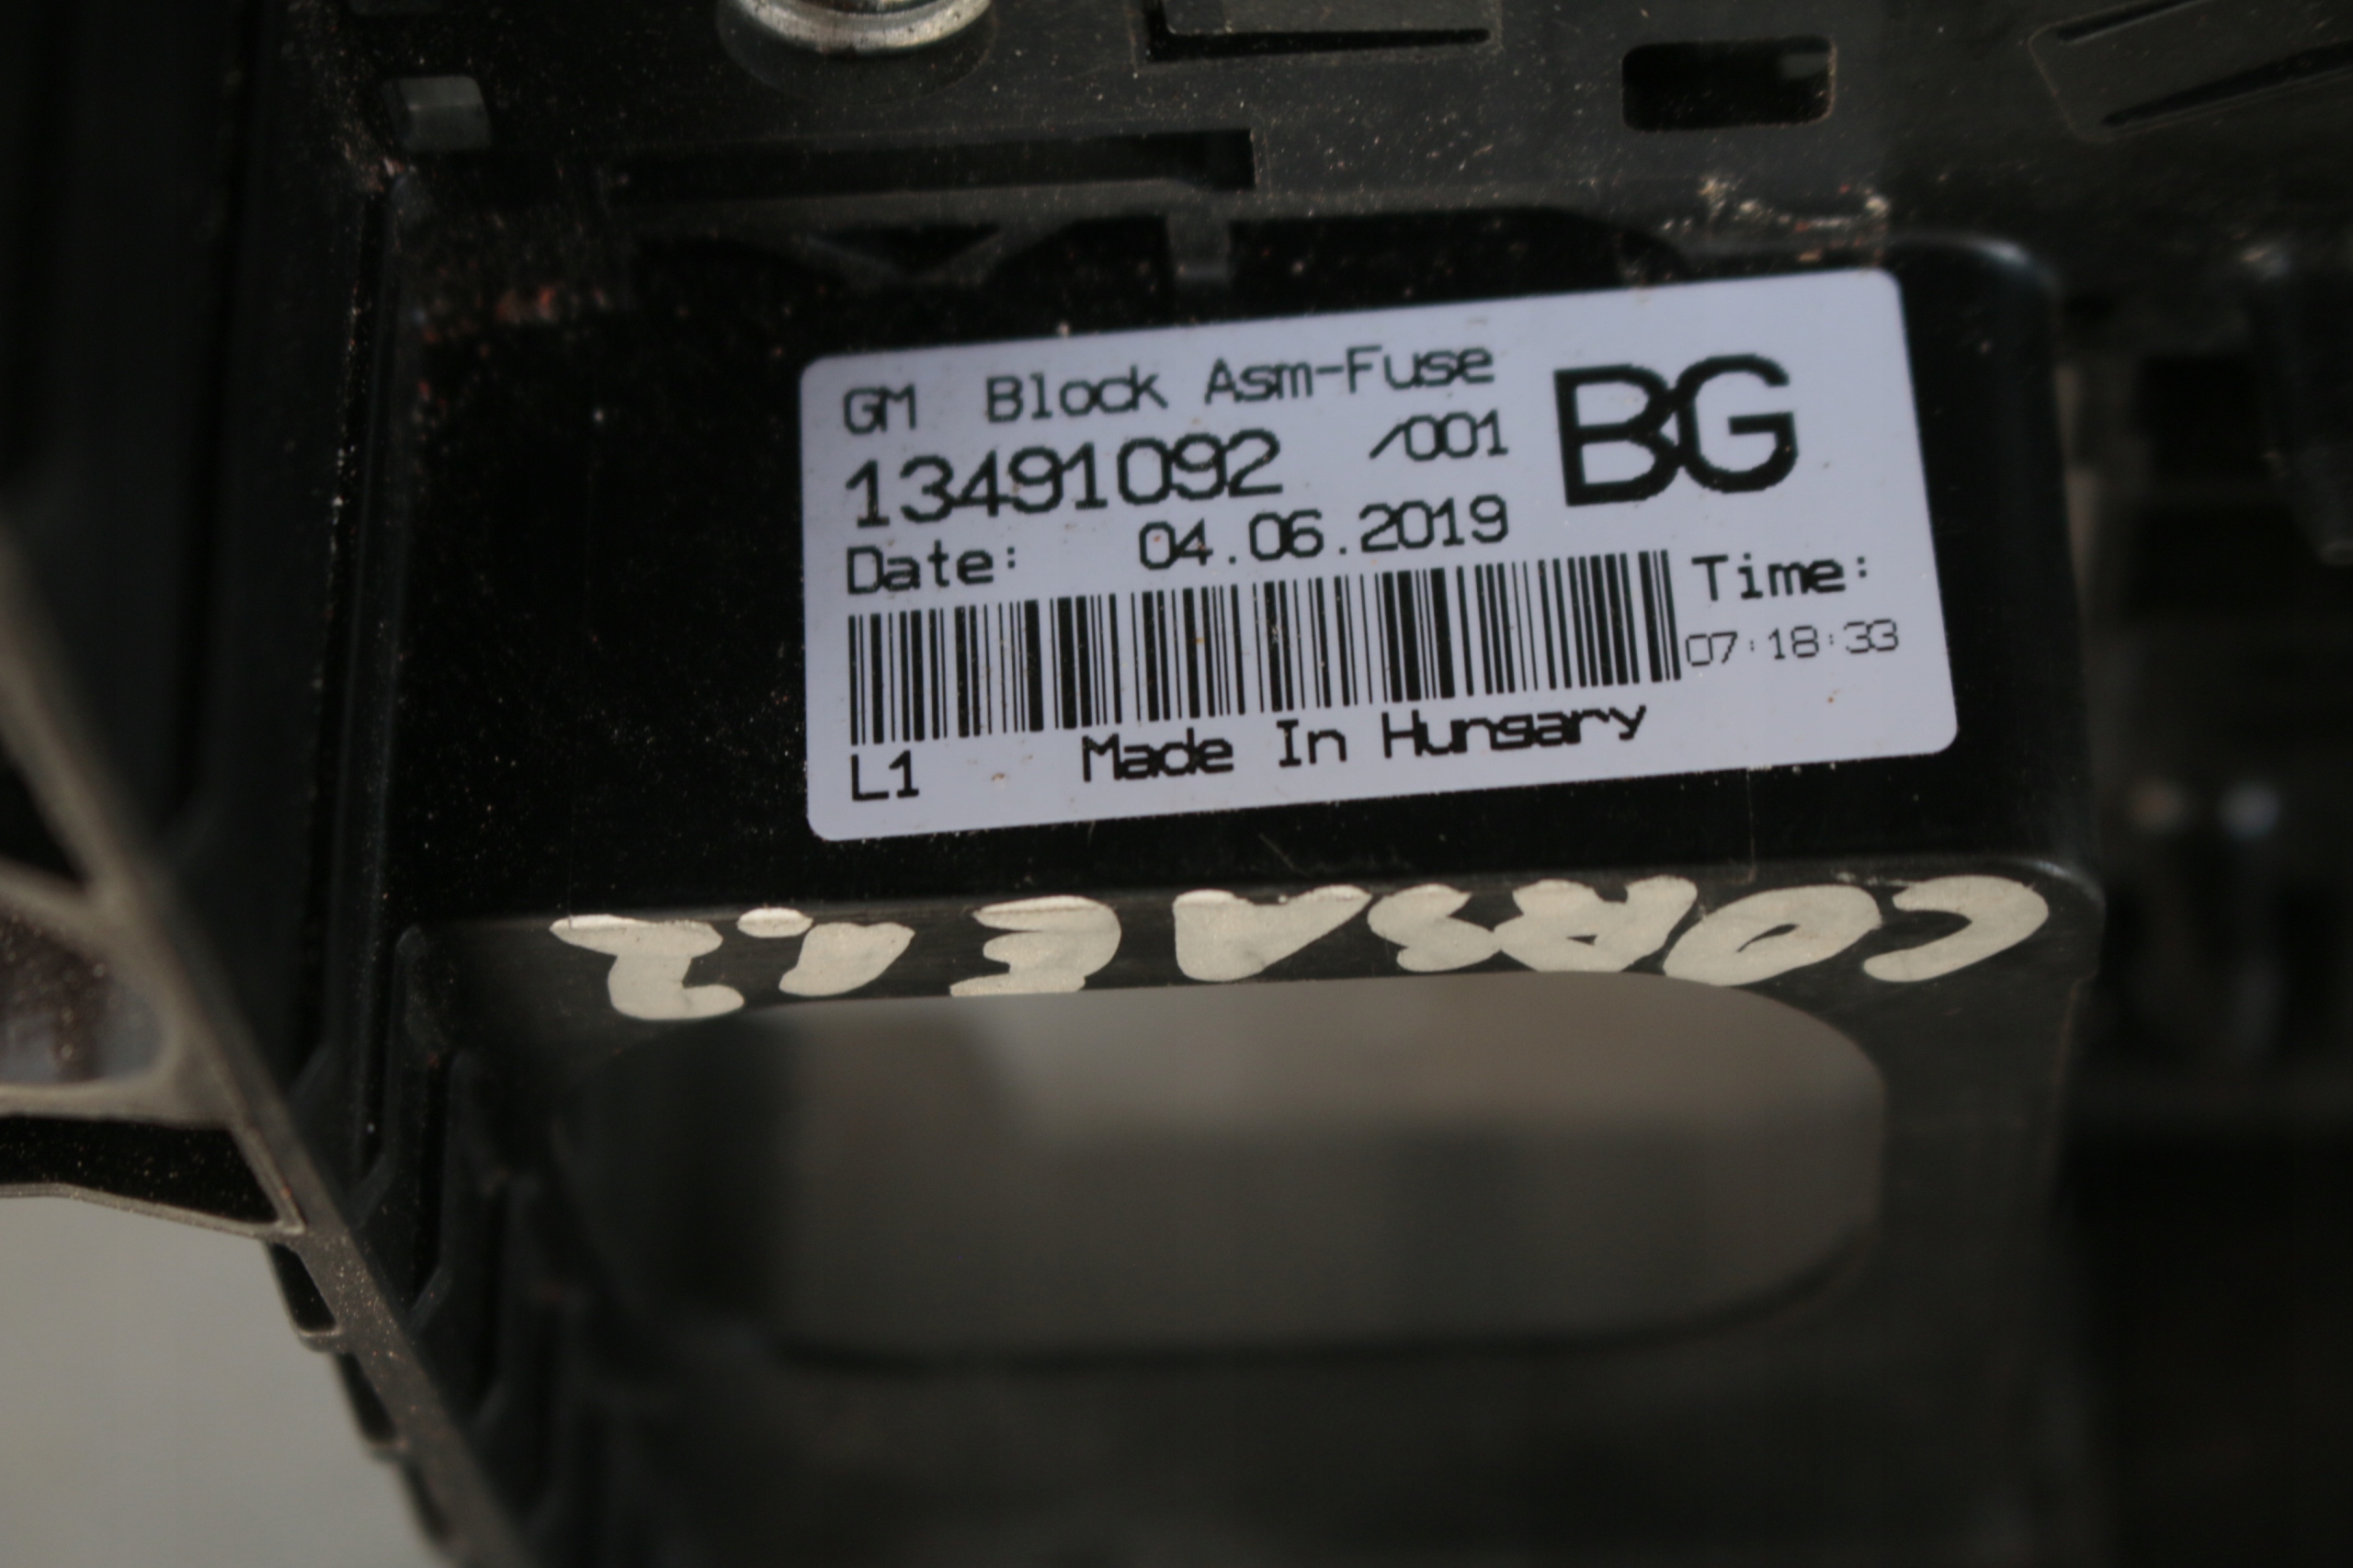 GM Block Asm-Fuse
13491092 /001 BG
Date: 04.06.2019
Time:
07:18:33
L1 Made In Hungary
CORSA E 1.2